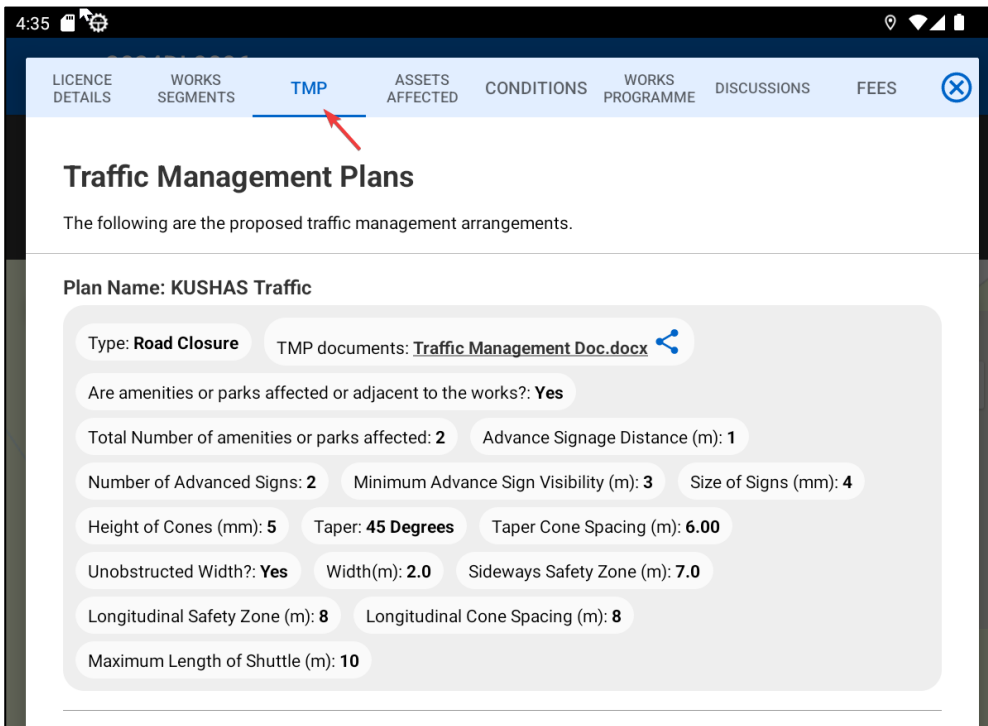 4:35
LICENCE DETAILS
WORKS SEGMENTS
TMP
ASSETS AFFECTED
CONDITIONS
WORKS PROGRAMME
DISCUSSIONS
FEES
Traffic Management Plans
The following are the proposed traffic management arrangements.
Plan Name: KUSHAS Traffic
Type: Road Closure TMP documents: Traffic Management Doc.docx
Are amenities or parks affected or adjacent to the works?: Yes
Total Number of amenities or parks affected: 2 Advance Signage Distance (m): 1
Number of Advanced Signs: 2 Minimum Advance Sign Visibility (m): 3 Size of Signs (mm): 4
Height of Cones (mm): 5 Taper: 45 Degrees Taper Cone Spacing (m): 6.00
Unobstructed Width?: Yes Width(m): 2.0 Sideways Safety Zone (m): 7.0
Longitudinal Safety Zone (m): 8 Longitudinal Cone Spacing (m): 8
Maximum Length of Shuttle (m): 10